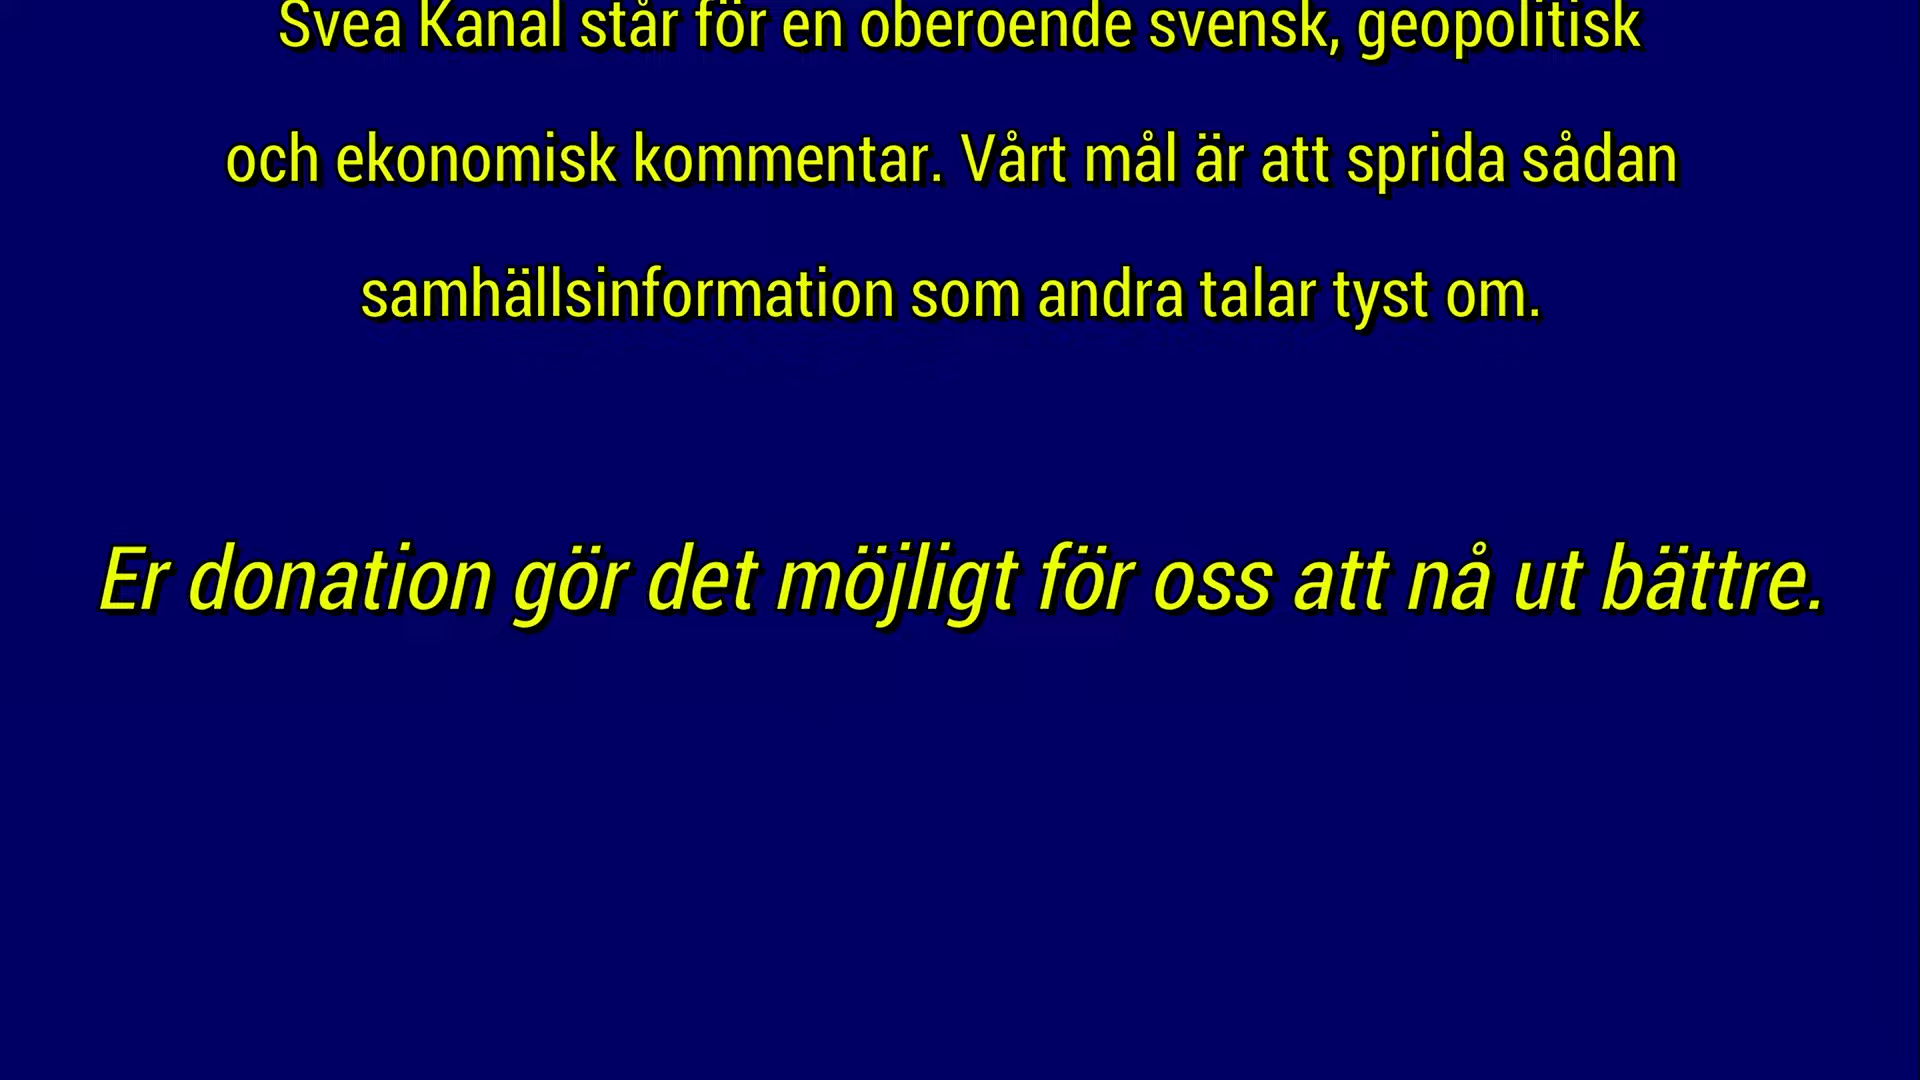 Svea Kanal står för en oberoende svensk, geopolitisk
och ekonomisk kommentar. Vårt mål är att sprida sådan
samhällsinformation som andra talar tyst om.
Er donation gör det möjligt för oss att nå ut bättre.